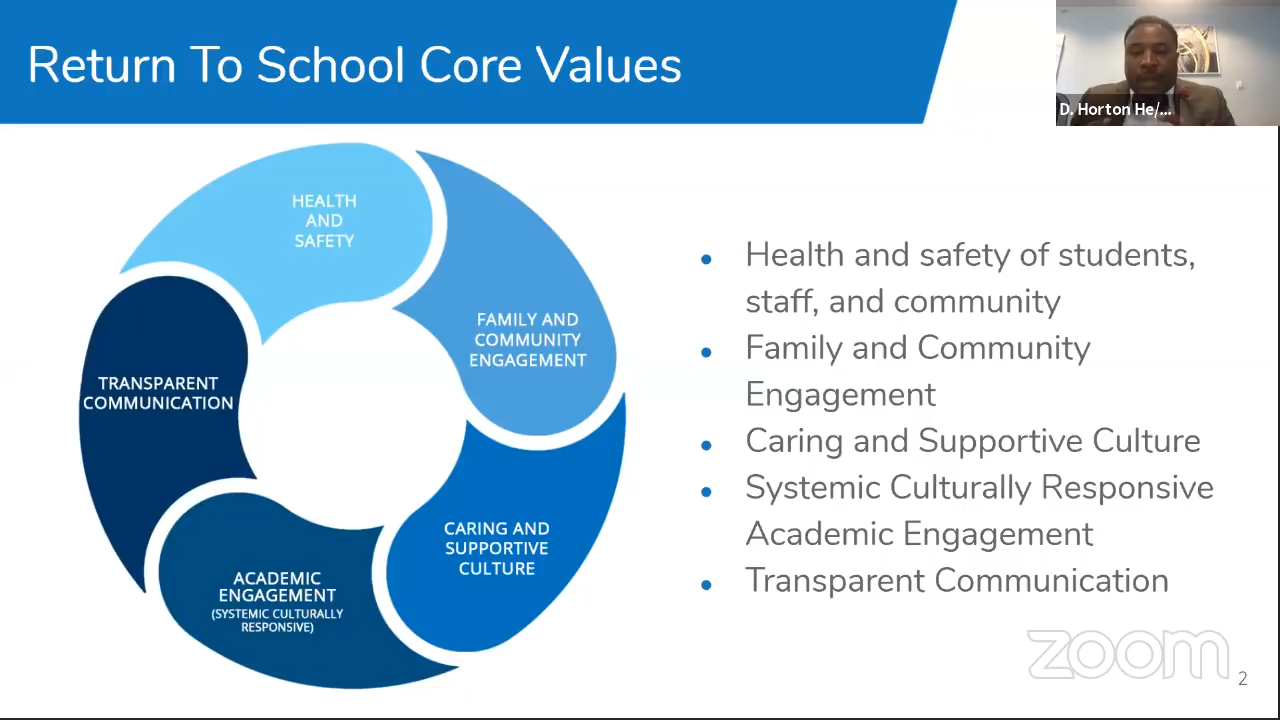 Return To School Core Values
D. Horton He/...
HEALTH
AND
SAFETY
FAMILY AND
COMMUNITY
ENGAGEMENT
CARING AND
SUPPORTIVE
CULTURE
ACADEMIC
ENGAGEMENT
(SYSTEMIC CULTURALLY
RESPONSIVE)
TRANSPARENT
COMMUNICATION
• Health and safety of students,
staff, and community
• Family and Community
Engagement
• Caring and Supportive Culture
• Systemic Culturally Responsive
Academic Engagement
• Transparent Communication
zoom
2